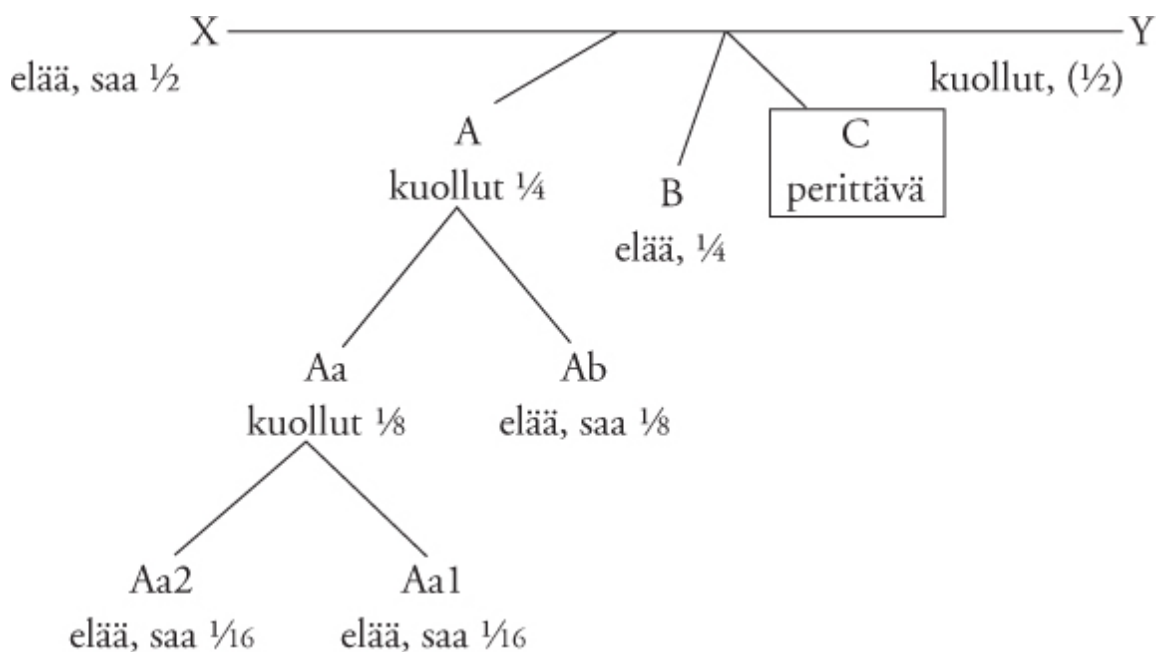 X
Y
elää, saa ½
kuollut, (½)
A
kuollut ¼
B
elää, ¼
C
perittävä
Aa
kuollut ⅛
Ab
elää, saa ⅛
Aa2
elää, saa 1/16
Aa1
elää, saa 1/16